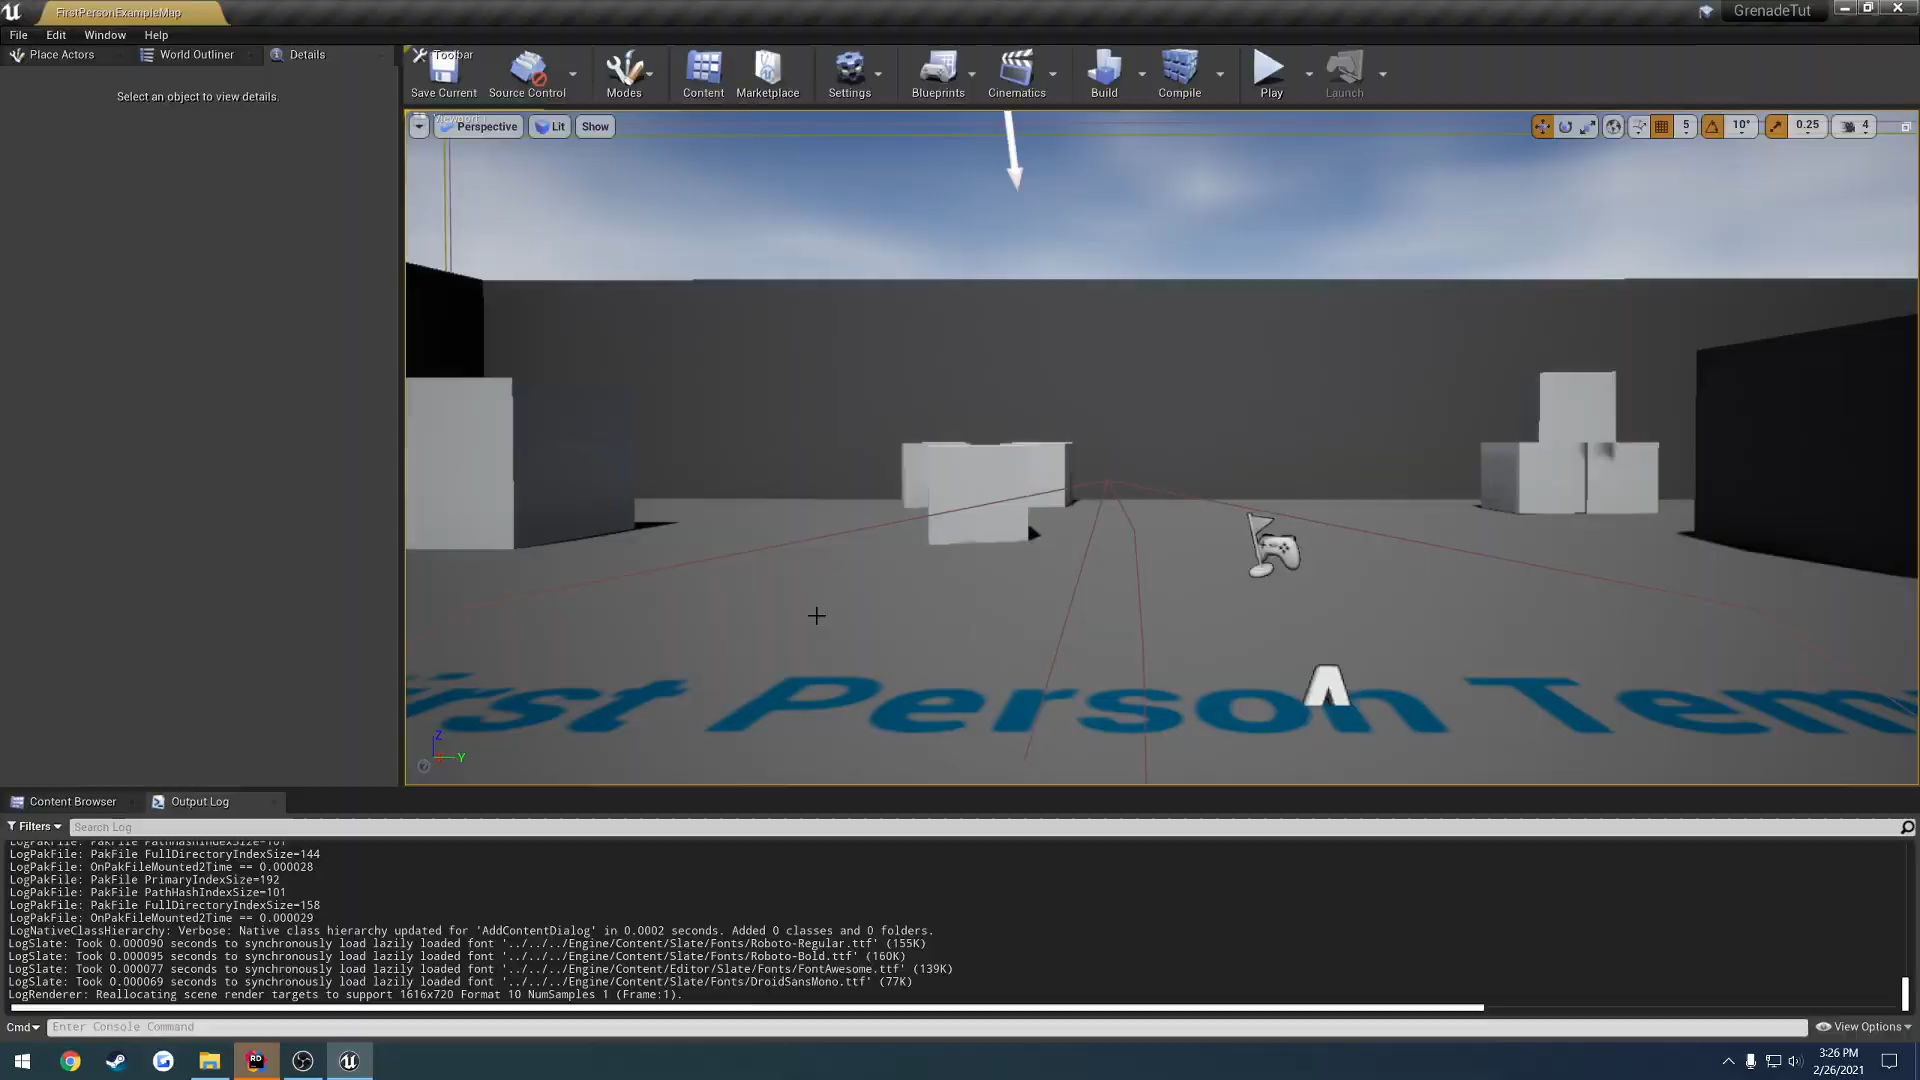 FirstPersonExampleMap
GrenadeTut
File Edit Window Help
Place Actors World Outliner Details
Select an object to view details.
Toolbar
Save Current Source Control Modes Content Marketplace Settings Blueprints Cinematics Build Compile Play Launch
Viewport 1
Perspective Lit Show
5 10° 0.25 4
First Person Temp
Z
Y
Content Browser Output Log
Filters Search Log
LogPakFile: PakFile PathHashIndexSize=101
LogPakFile: PakFile FullDirectoryIndexSize=144
LogPakFile: OnPakFileMounted2Time == 0.000028
LogPakFile: PakFile PrimaryIndexSize=192
LogPakFile: PakFile PathHashIndexSize=101
LogPakFile: PakFile FullDirectoryIndexSize=158
LogPakFile: OnPakFileMounted2Time == 0.000029
LogNativeClassHierarchy: Verbose: Native class hierarchy updated for 'AddContentDialog' in 0.0002 seconds. Added 0 classes and 0 folders.
LogSlate: Took 0.000090 seconds to synchronously load lazily loaded font '../../../Engine/Content/Slate/Fonts/Roboto-Regular.ttf' (155K)
LogSlate: Took 0.000095 seconds to synchronously load lazily loaded font '../../../Engine/Content/Slate/Fonts/Roboto-Bold.ttf' (160K)
LogSlate: Took 0.000077 seconds to synchronously load lazily loaded font '../../../Engine/Content/Editor/Slate/Fonts/FontAwesome.ttf' (139K)
LogSlate: Took 0.000069 seconds to synchronously load lazily loaded font '../../../Engine/Content/Slate/Fonts/DroidSansMono.ttf' (77K)
LogRenderer: Reallocating scene render targets to support 1616x720 Format 10 NumSamples 1 (Frame:1).
Cmd Enter Console Command View Options
RD
3:26 PM
2/26/2021